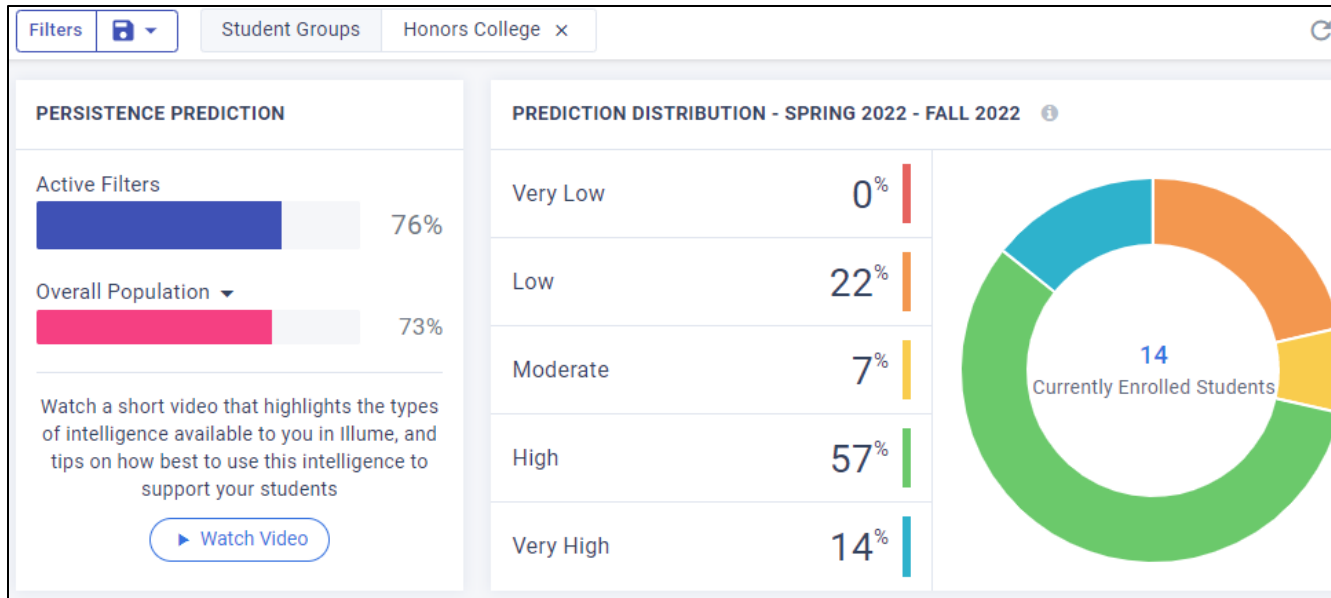 Filters
Student Groups
Honors College ×
PERSISTENCE PREDICTION
Active Filters
76%
Overall Population
73%
Watch a short video that highlights the types
of intelligence available to you in Illume, and
tips on how best to use this intelligence to
support your students
Watch Video
PREDICTION DISTRIBUTION - SPRING 2022 - FALL 2022
Very Low 0%
Low 22%
Moderate 7%
High 57%
Very High 14%
14
Currently Enrolled Students